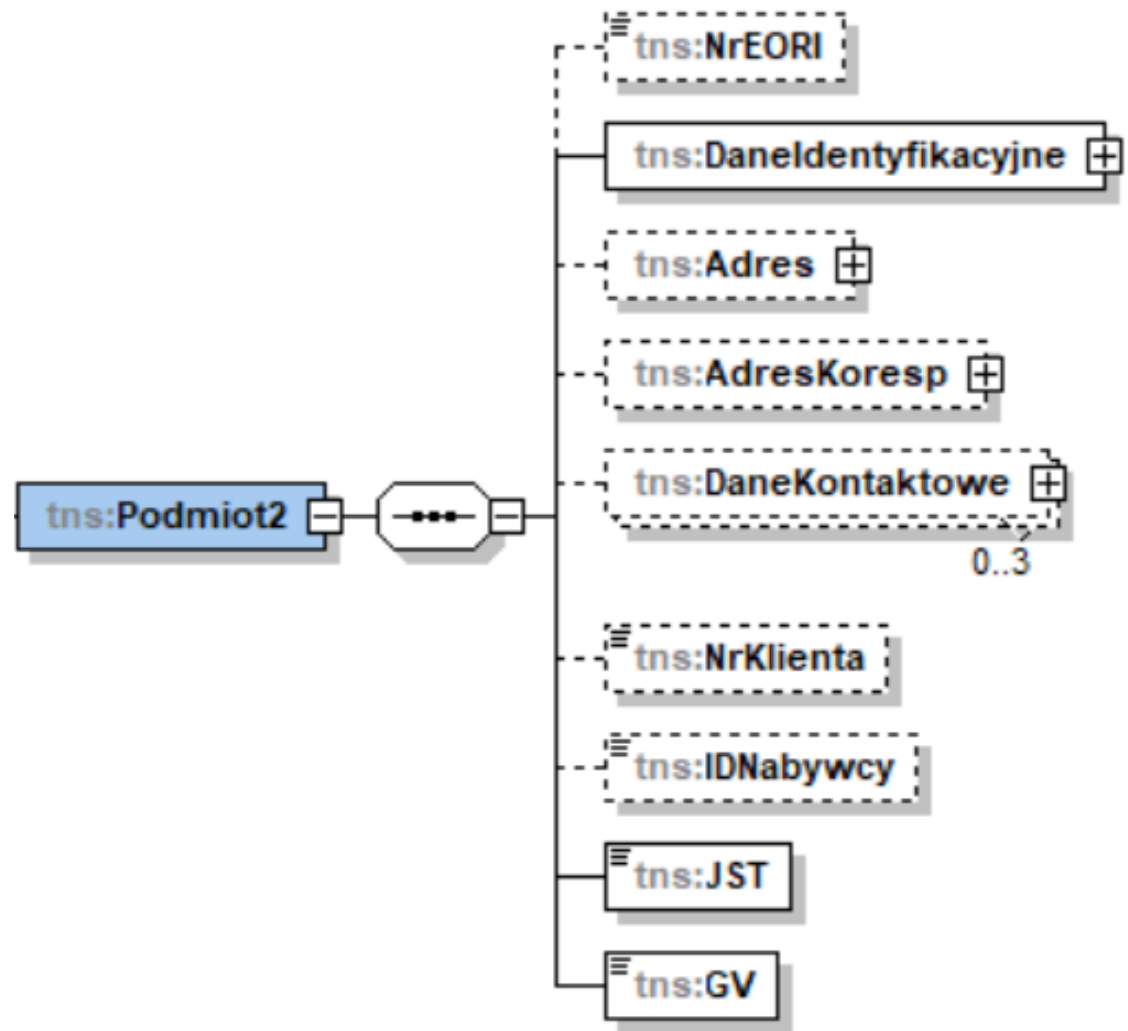 tns:NrEORI
tns:DaneIdentyfikacyjne
tns:Adres
tns:AdresKoresp
tns:DaneKontaktowe
0..3
tns:Podmiot2
tns:NrKlienta
tns:IDNabywcy
tns:JST
tns:GV